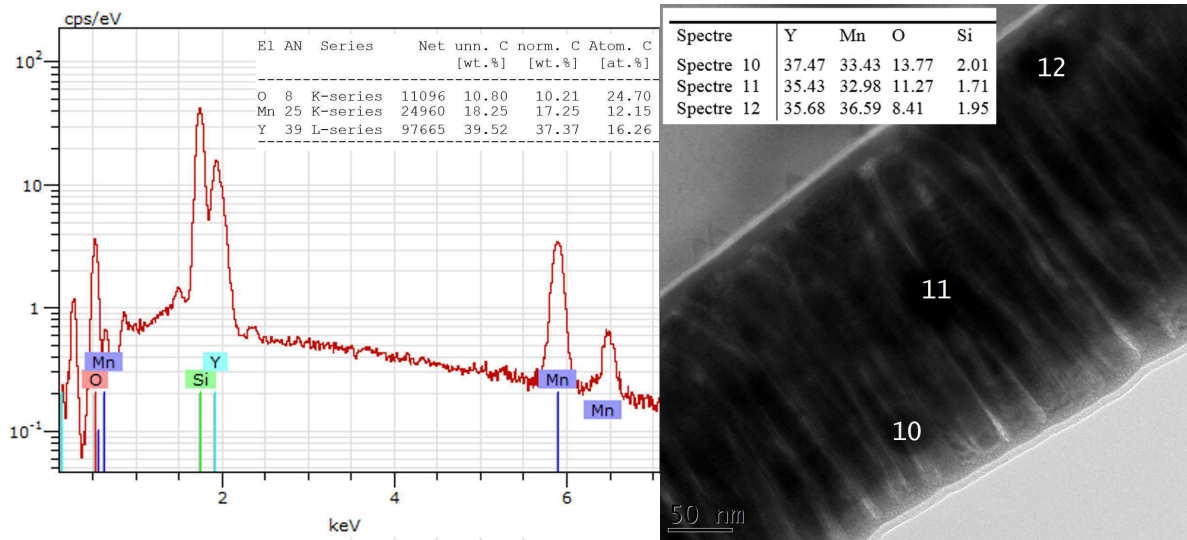 cps/eV
El AN Series Net unn. C norm. C Atom. C
[wt.%] [wt.%] [at.%]
O 8 K-series 11096 10.80 10.21 24.70
Mn 25 K-series 24960 18.25 17.25 12.15
Y 39 L-series 97665 39.52 37.37 16.26
10²
10
1
10⁻¹
Mn
Y
O
Si
Mn
Mn
2
4
6
keV
Spectre Y Mn O Si
Spectre 10 37.47 33.43 13.77 2.01
Spectre 11 35.43 32.98 11.27 1.71
Spectre 12 35.68 36.59 8.41 1.95
12
11
10
50 nm